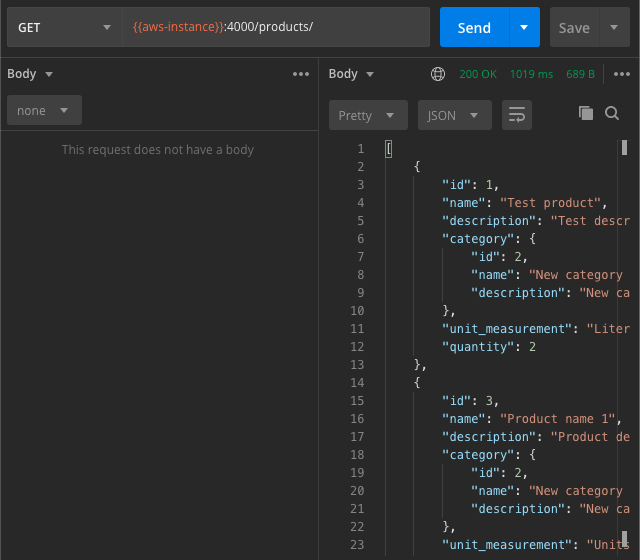 GET {{aws-instance}}:4000/products/ Send Save
Body
none
This request does not have a body
Body 200 OK 1019 ms 689 B
Pretty JSON
1 [
2 {
3 "id": 1,
4 "name": "Test product",
5 "description": "Test descr
6 "category": {
7 "id": 2,
8 "name": "New category
9 "description": "New ca
10 },
11 "unit_measurement": "Liter
12 "quantity": 2
13 },
14 {
15 "id": 3,
16 "name": "Product name 1",
17 "description": "Product de
18 "category": {
19 "id": 2,
20 "name": "New category
21 "description": "New ca
22 },
23 "unit_measurement": "Units